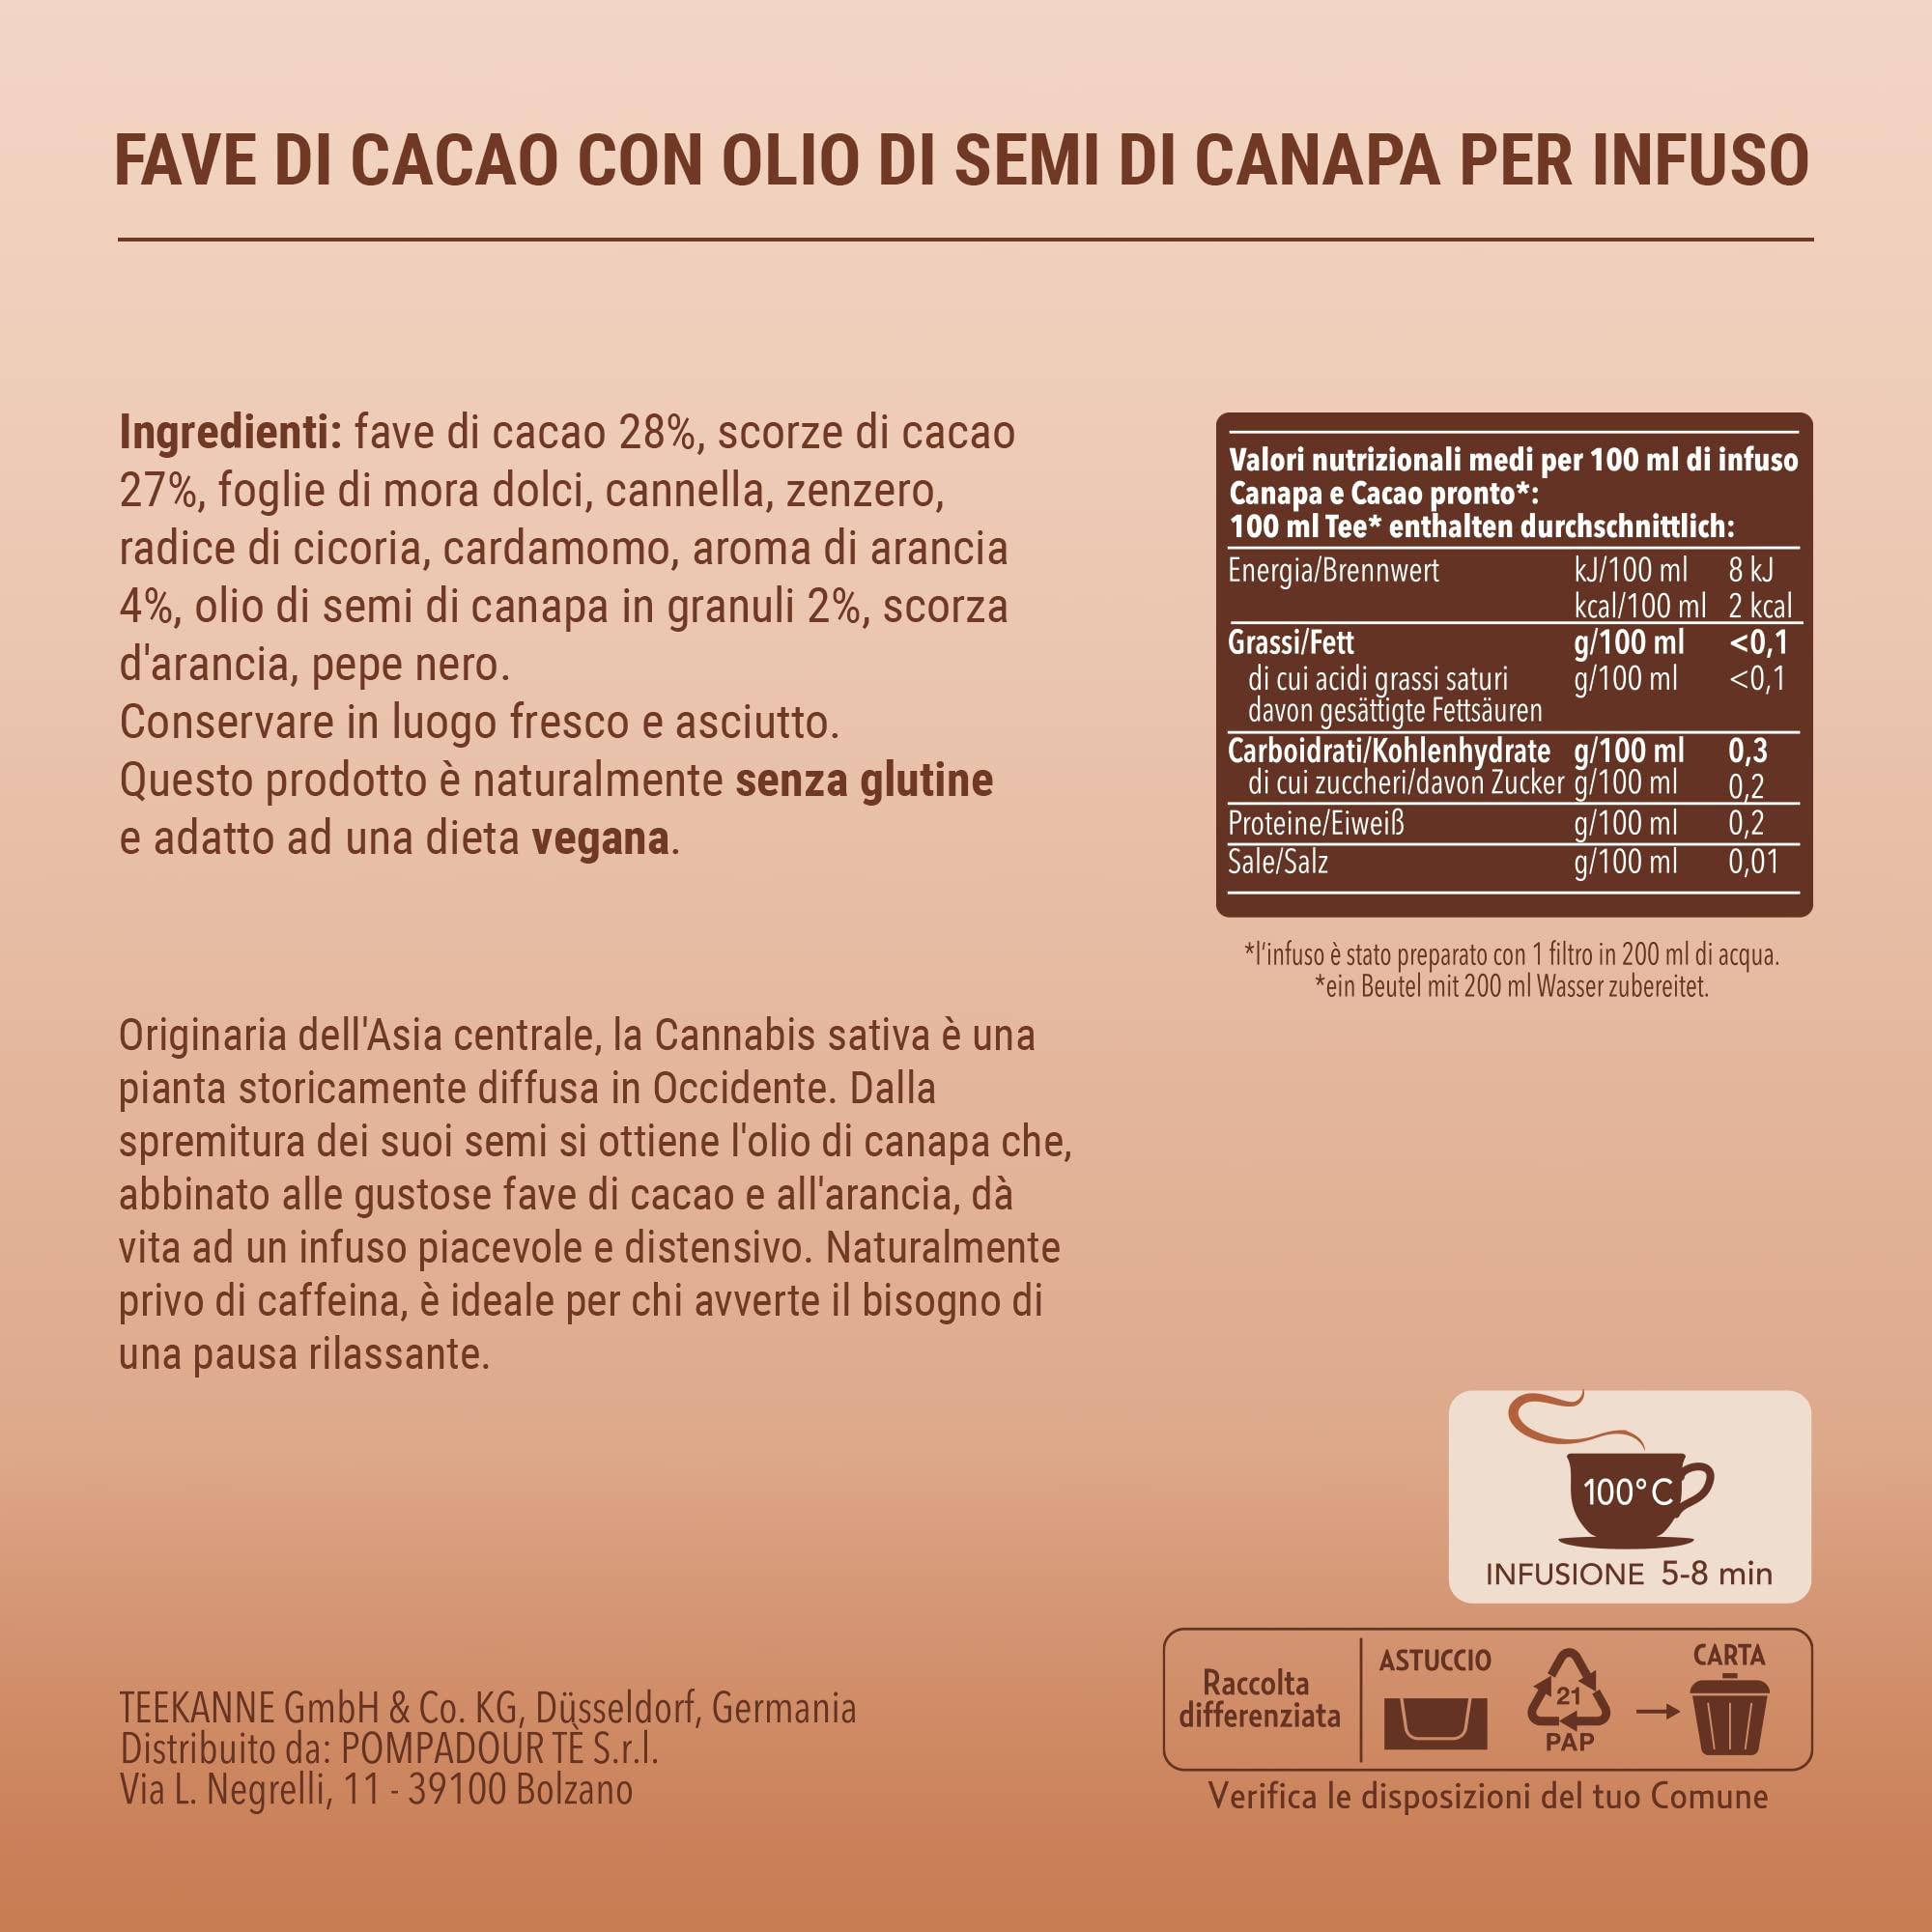 FAVE DI CACAO CON OLIO DI SEMI DI CANAPA PER INFUSO
Ingredienti: fave di cacao 28%, scorze di cacao
27%, foglie di mora dolci, cannella, zenzero,
radice di cicoria, cardamomo, aroma di arancia
4%, olio di semi di canapa in granuli 2%, scorza
d'arancia, pepe nero.
Conservare in luogo fresco e asciutto.
Questo prodotto è naturalmente senza glutine
e adatto ad una dieta vegana.
Originaria dell'Asia centrale, la Cannabis sativa è una
pianta storicamente diffusa in Occidente. Dalla
spremitura dei suoi semi si ottiene l'olio di canapa che,
abbinato alle gustose fave di cacao e all'arancia, dà
vita ad un infuso piacevole e distensivo. Naturalmente
privo di caffeina, è ideale per chi avverte il bisogno di
una pausa rilassante.
TEEKANNE GmbH & Co. KG, Düsseldorf, Germania
Distribuito da: POMPADOUR TÈ S.r.l.
Via L. Negrelli, 11 - 39100 Bolzano
Valori nutrizionali medi per 100 ml di infuso
Canapa e Cacao pronto*:
100 ml Tee* enthalten durchschnittlich:
Energia/Brennwert kJ/100 ml 8 kJ
kcal/100 ml 2 kcal
Grassi/Fett g/100 ml <0,1
di cui acidi grassi saturi g/100 ml <0,1
davon gesättigte Fettsäuren
Carboidrati/Kohlenhydrate g/100 ml 0,3
di cui zuccheri/davon Zucker g/100 ml 0,2
Proteine/Eiweiß g/100 ml 0,2
Sale/Salz g/100 ml 0,01
*l'infuso è stato preparato con 1 filtro in 200 ml di acqua.
*ein Beutel mit 200 ml Wasser zubereitet.
100°C
INFUSIONE 5-8 min
Raccolta
differenziata
ASTUCCIO
21
PAP
CARTA
Verifica le disposizioni del tuo Comune